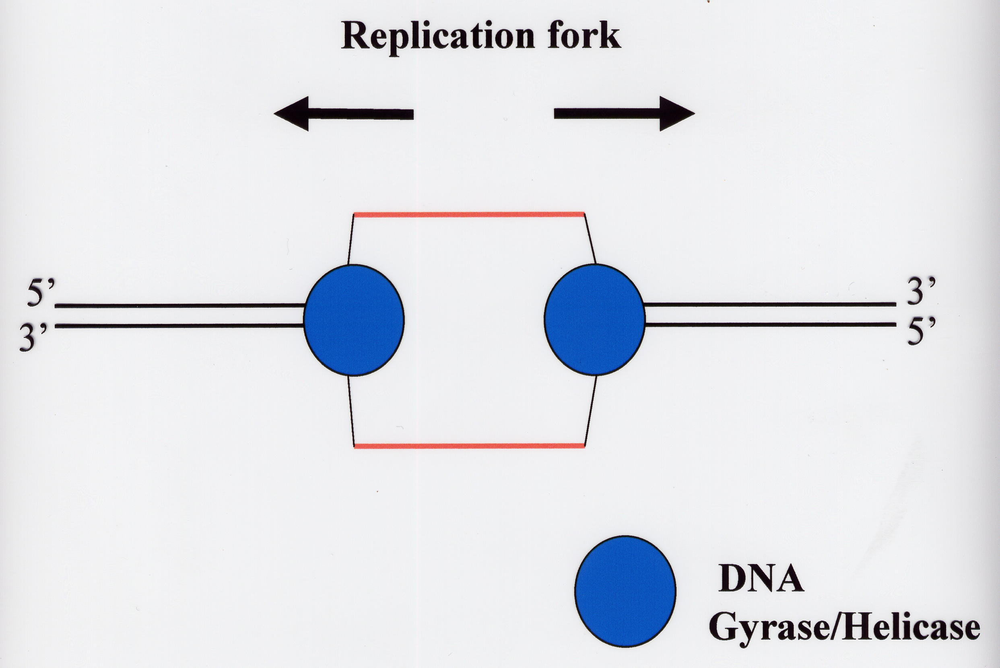 Replication fork
5’
3’
3’
5’
DNA
Gyrase/Helicase